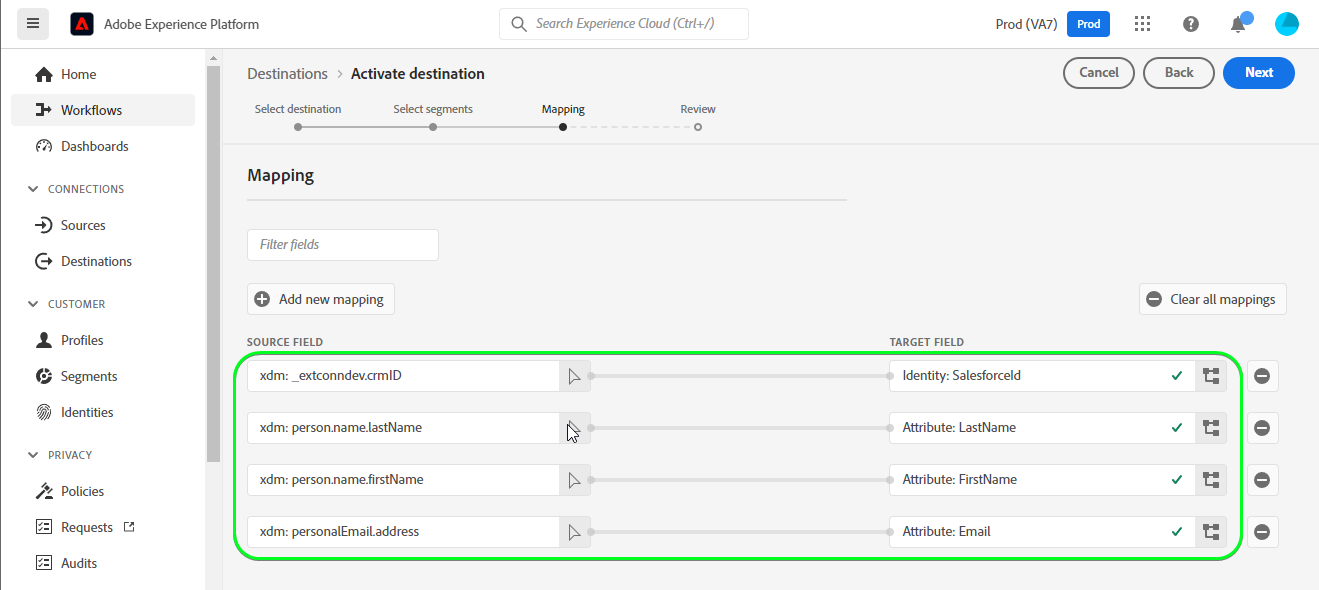 Adobe Experience Platform
Search Experience Cloud (Ctrl+/)
Prod (VA7)
Prod
Home
Workflows
Dashboards
CONNECTIONS
Sources
Destinations
CUSTOMER
Profiles
Segments
Identities
PRIVACY
Policies
Requests
Audits
Destinations > Activate destination
Cancel
Back
Next
Select destination
Select segments
Mapping
Review
Mapping
Filter fields
Add new mapping
Clear all mappings
SOURCE FIELD
TARGET FIELD
xdm: _extconndev.crmID
Identity: SalesforceId
xdm: person.name.lastName
Attribute: LastName
xdm: person.name.firstName
Attribute: FirstName
xdm: personalEmail.address
Attribute: Email